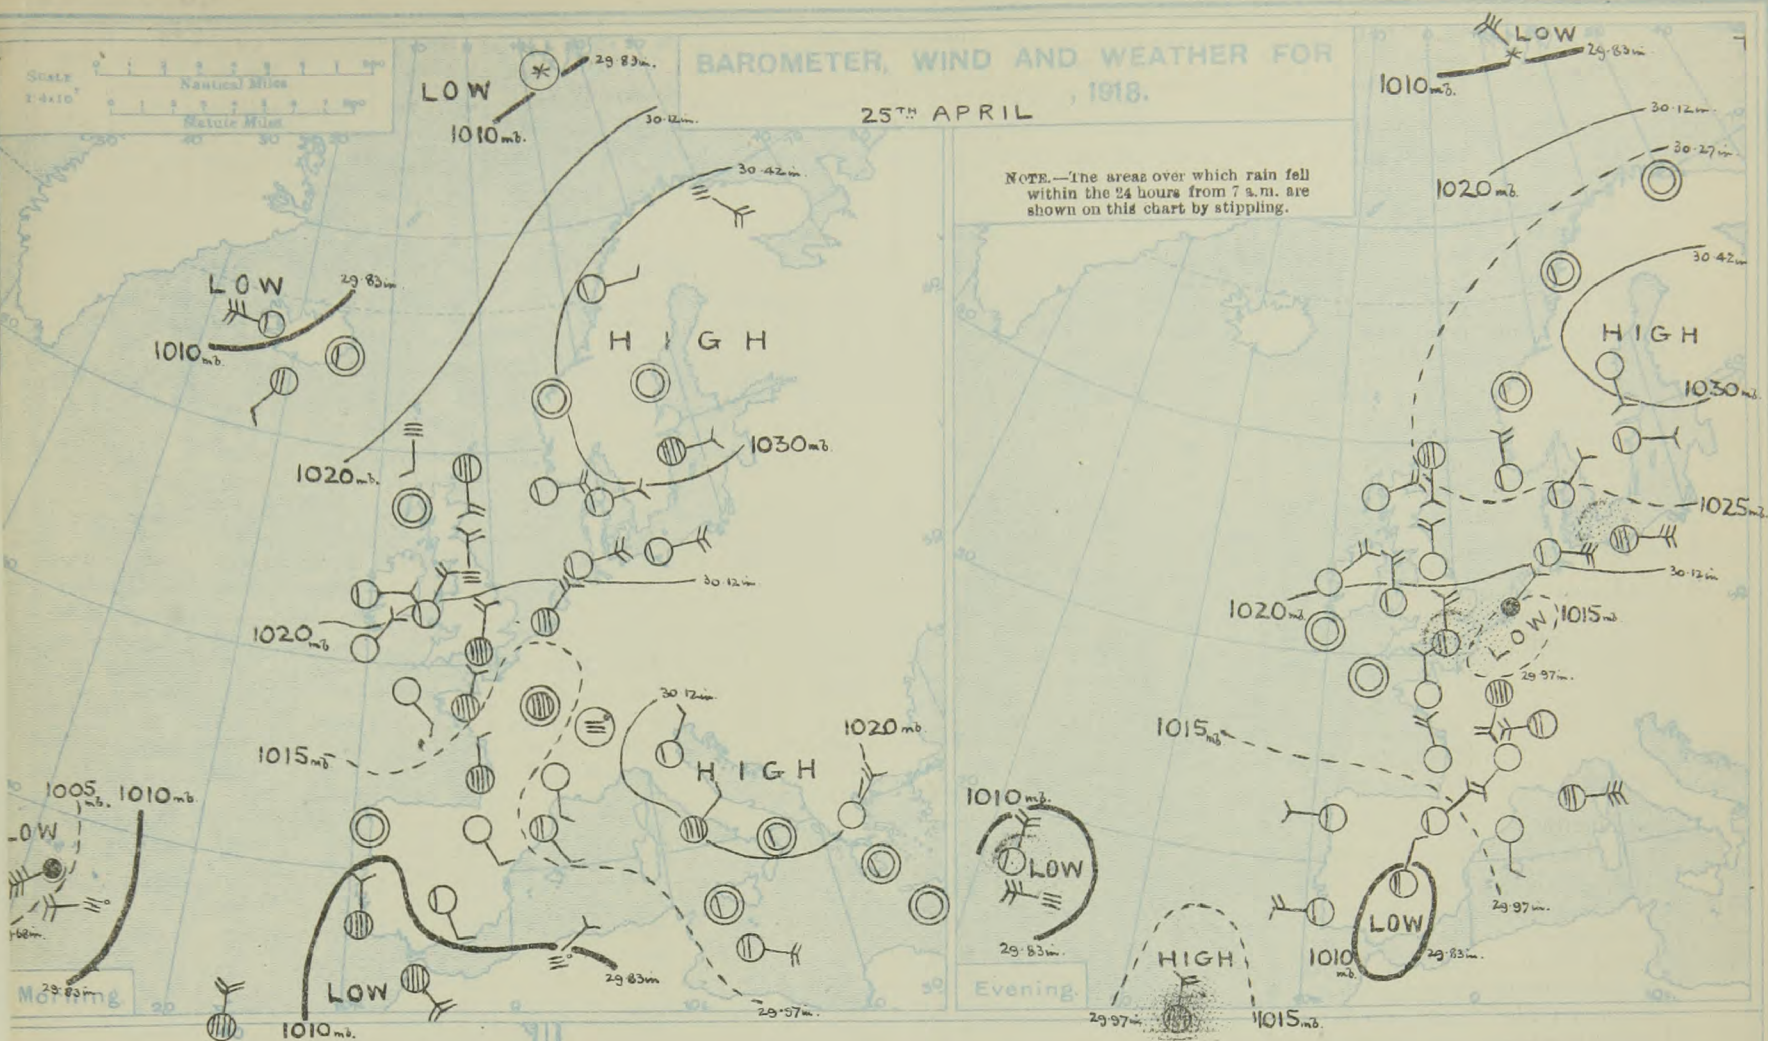 BAROMETER, WIND AND WEATHER FOR
, 1918.
25TH APRIL
SCALE
Nautical Miles
Statute Miles
NOTE.—The areas over which rain fell
within the 24 hours from 7 a.m. are
shown on this chart by stippling.
LOW
29·83in.
1010mb.
30·12in.
30·42in.
LOW
29·83in.
1010mb.
HIGH
1030mb.
1020mb.
30·12in.
1020mb.
30·12in.
1020mb.
1015mb.
HIGH
1005mb.
1010mb.
LOW
29·83in.
Morning.
LOW
29·83in.
1010mb.
29·97in.
LOW
29·83in.
1010mb.
30·12in.
30·27in.
1020mb.
30·42in.
HIGH
1030mb.
1025mb.
30·12in.
1020mb.
1015mb.
LOW
29·97in.
1015mb.
1010mb.
LOW
29·83in.
29·97in.
LOW
1010mb.
29·83in.
HIGH
Evening.
29·97in.
1015mb.